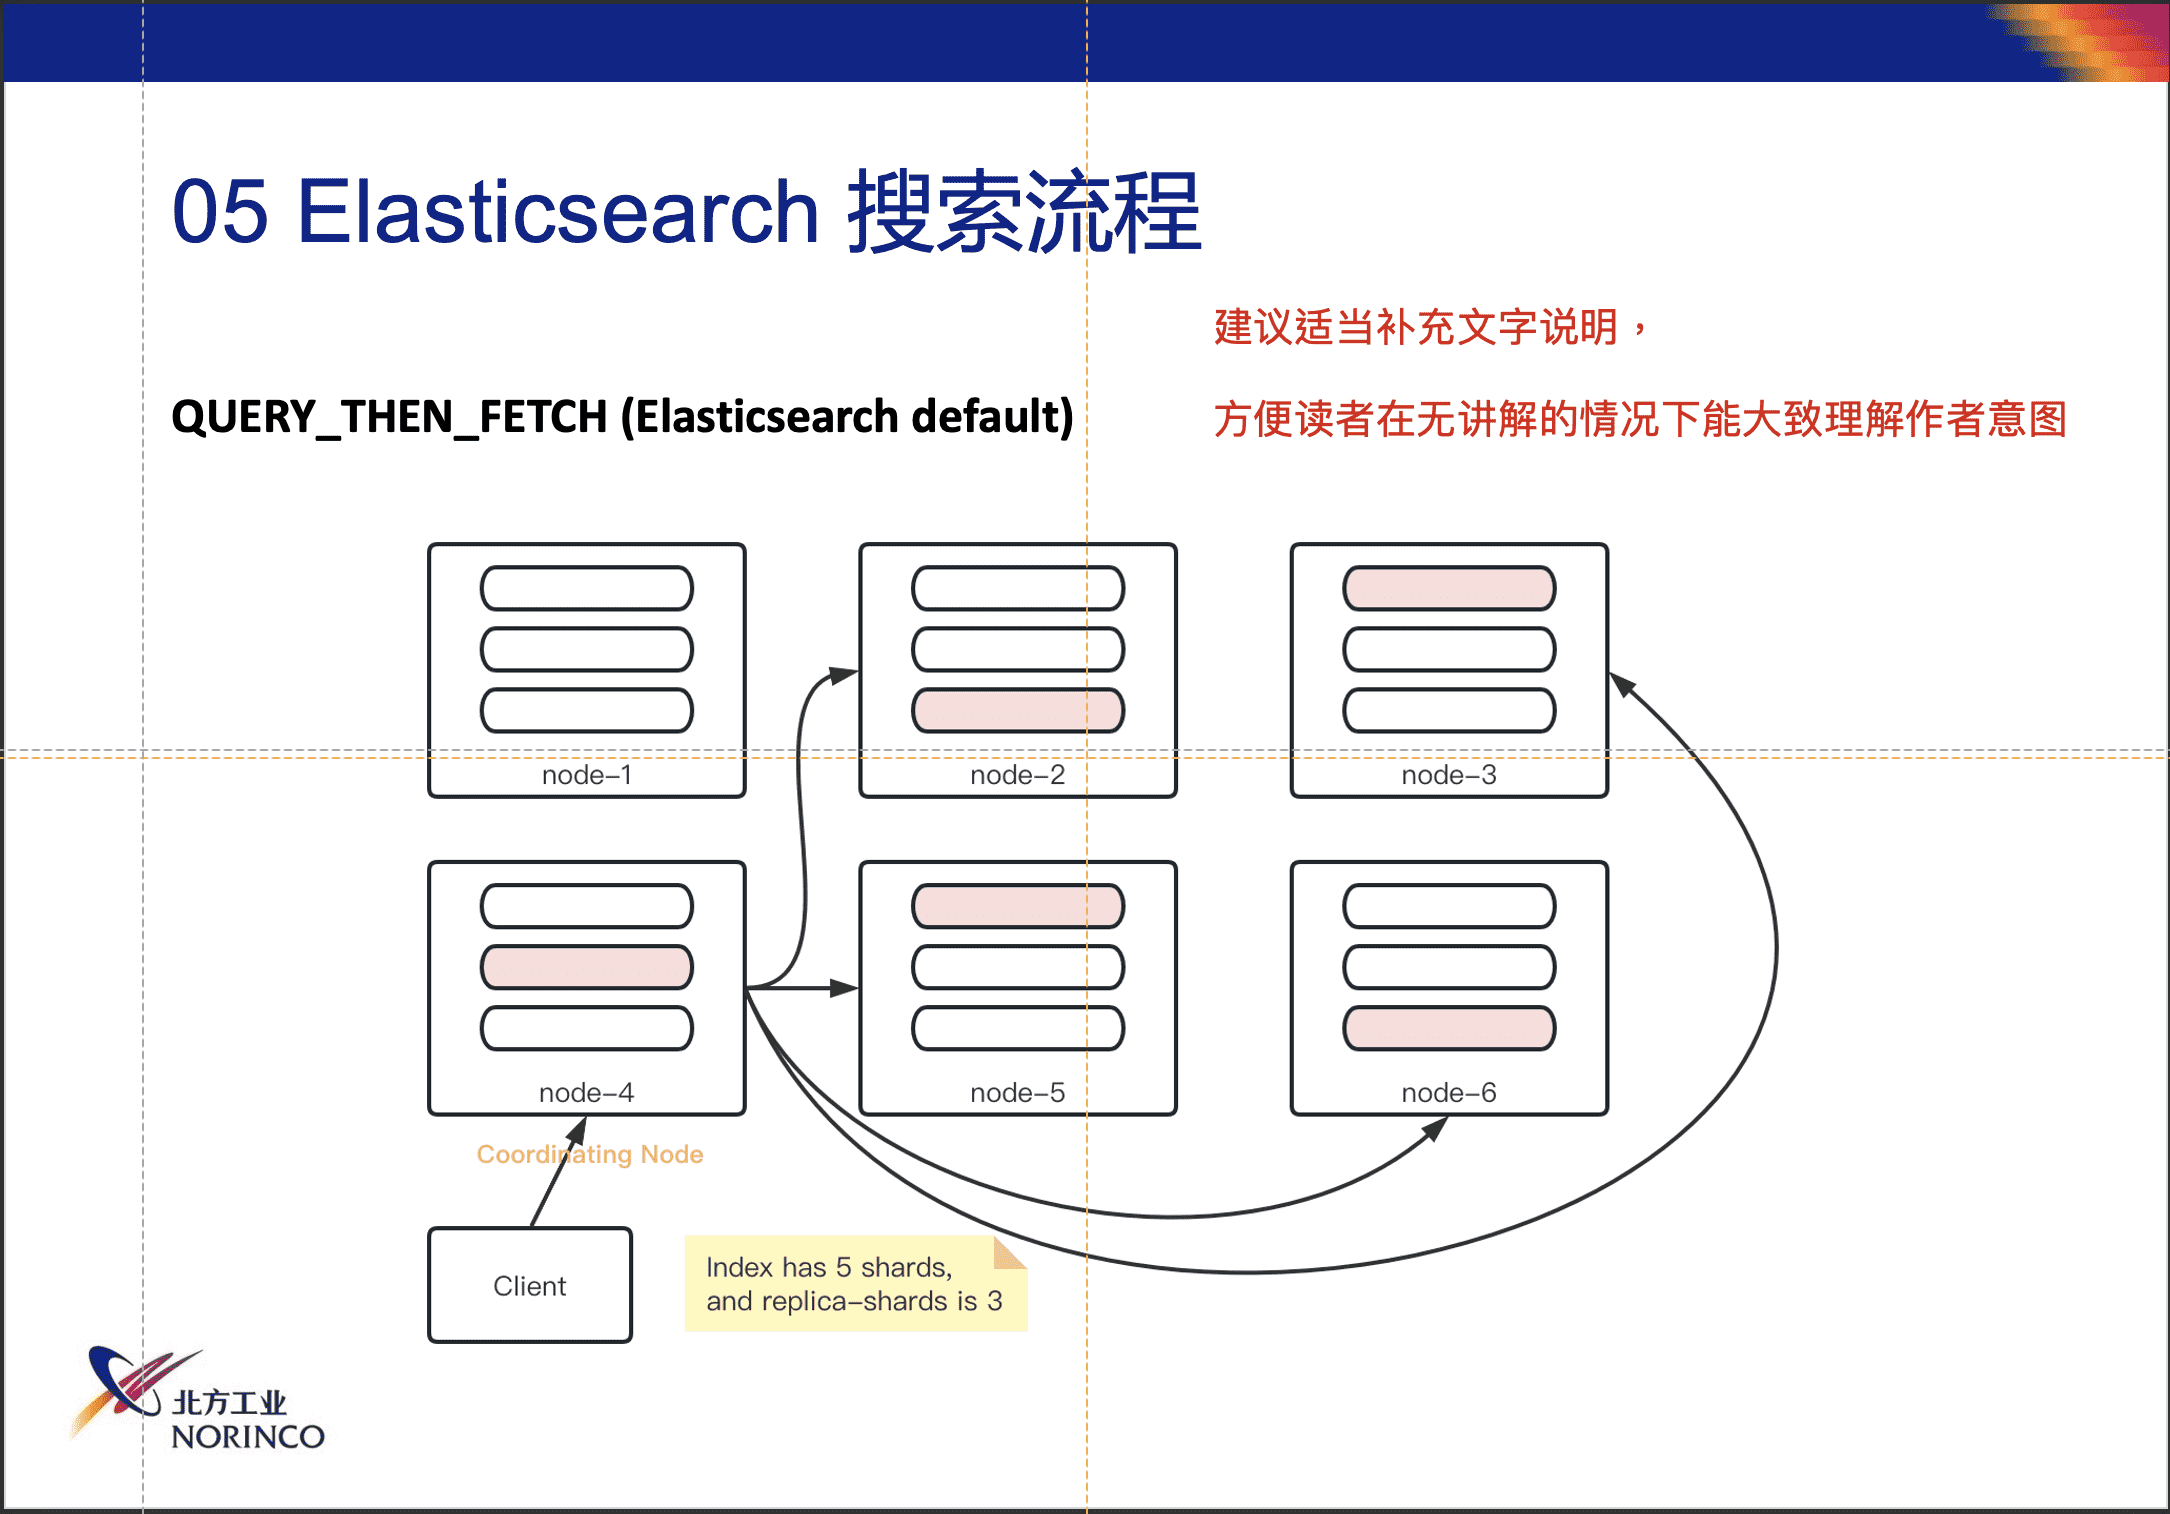 05 Elasticsearch 搜索流程
建议适当补充文字说明，
QUERY_THEN_FETCH (Elasticsearch default)
方便读者在无讲解的情况下能大致理解作者意图
node-1
node-2
node-3
node-4
node-5
node-6
Coordinating Node
Client
Index has 5 shards,
and replica-shards is 3
北方工业
NORINCO